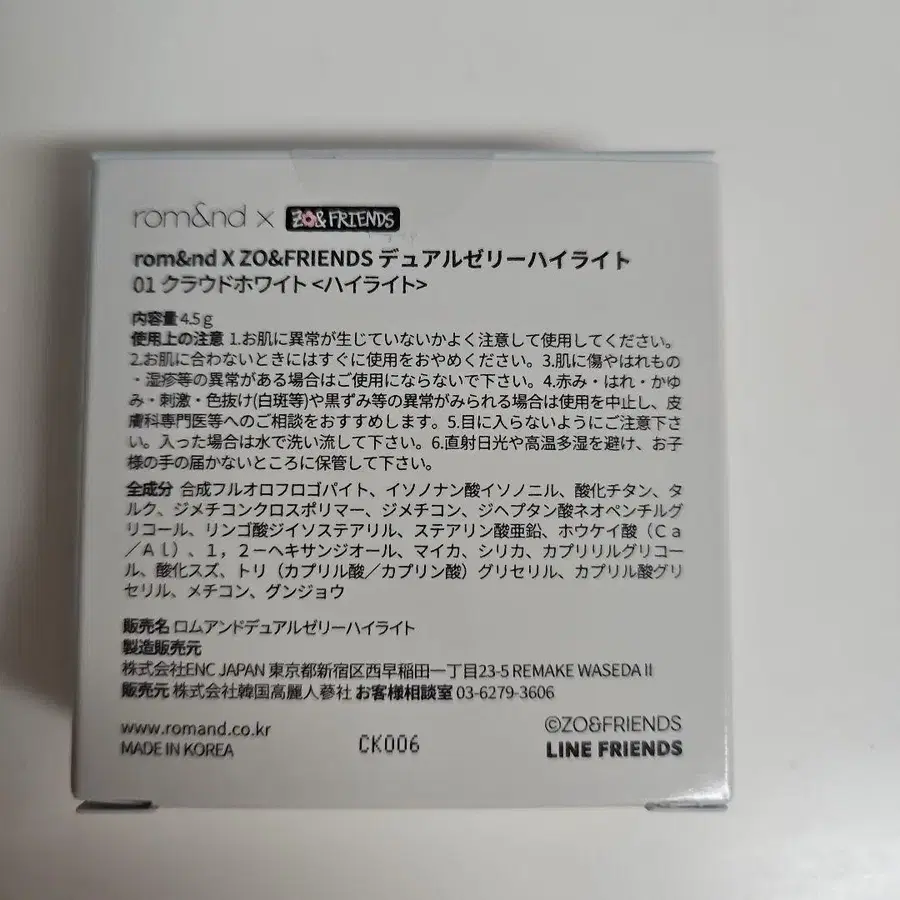 rom&nd × ZO&FRIENDS
rom&nd X ZO&FRIENDS デュアルゼリーハイライト
01 クラウドホワイト <ハイライト>
内容量 4.5 g
使用上の注意 1.お肌に異常が生じていないかよく注意して使用してください。
2.お肌に合わないときにはすぐに使用をおやめください。3.肌に傷やはれもの
・湿疹等の異常がある場合はご使用にならないで下さい。4.赤み・はれ・かゆ
み・刺激・色抜け(白斑等)や黒ずみ等の異常がみられる場合は使用を中止し、皮
膚科専門医等へのご相談をおすすめします。5.目に入らないようにご注意下さ
い。入った場合は水で洗い流して下さい。6.直射日光や高温多湿を避け、お子
様の手の届かないところに保管して下さい。
全成分 合成フルオロフロゴパイト、イソノナン酸イソノニル、酸化チタン、タ
ルク、ジメチコンクロスポリマー、ジメチコン、ジヘプタン酸ネオペンチルグ
リコール、リンゴ酸ジイソステアリル、ステアリン酸亜鉛、ホウケイ酸（Ｃａ
／Ａｌ）、１，２－ヘキサンジオール、マイカ、シリカ、カプリリルグリコー
ル、酸化スズ、トリ（カプリル酸／カプリン酸）グリセリル、カプリル酸グリ
セリル、メチコン、グンジョウ
販売名 ロムアンドデュアルゼリーハイライト
製造販売元
株式会社ENC JAPAN 東京都新宿区西早稲田一丁目23-5 REMAKE WASEDA II
販売元 株式会社韓国高麗人蔘社 お客様相談室 03-6279-3606
www.romand.co.kr
MADE IN KOREA
CK006
©ZO&FRIENDS
LINE FRIENDS